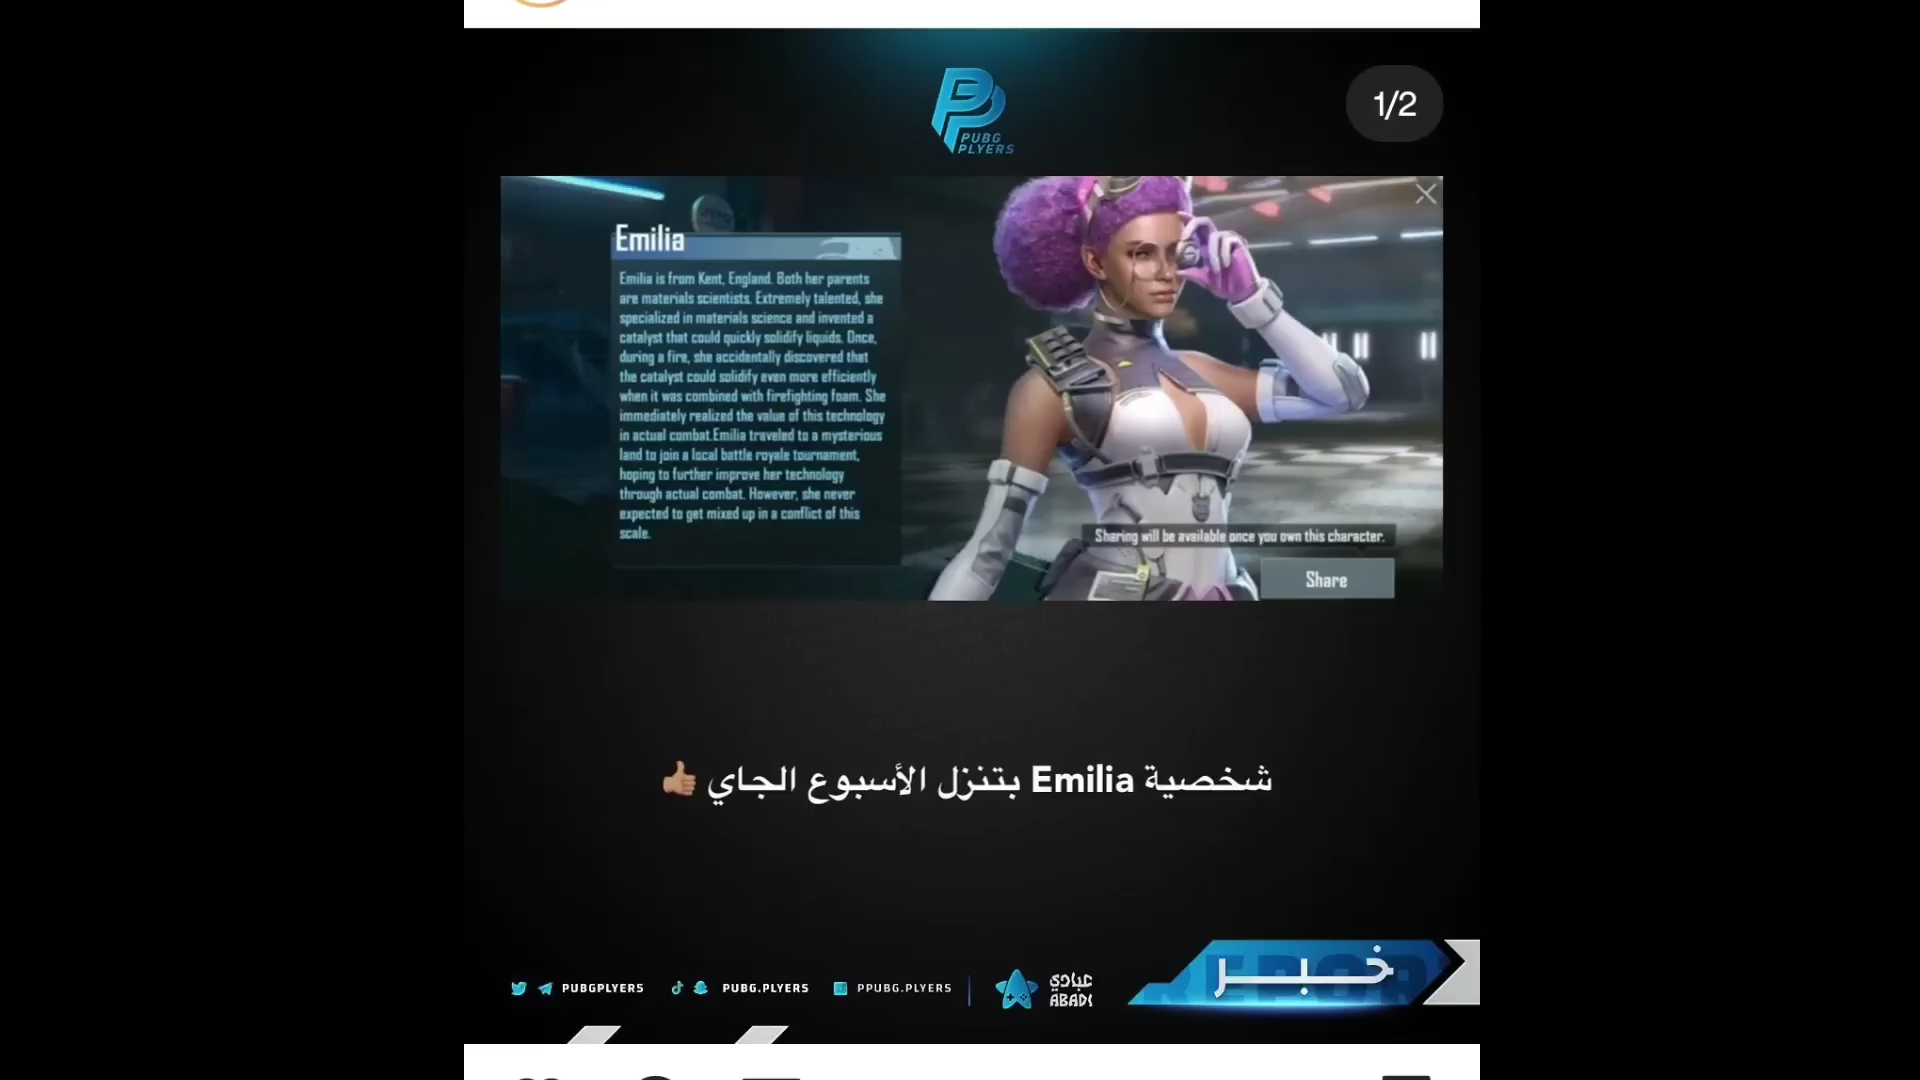 PUBG
PLYERS
1/2
Emilia
Emilia is from Kent, England. Both her parents
are materials scientists. Extremely talented, she
specialized in materials science and invented a
catalyst that could quickly solidify liquids. Once,
during a fire, she accidentally discovered that
the catalyst could solidify even more efficiently
when it was combined with firefighting foam. She
immediately realized the value of this technology
in actual combat.Emilia traveled to a mysterious
land to join a local battle royale tournament,
hoping to further improve her technology
through actual combat. However, she never
expected to get mixed up in a conflict of this
scale.
Sharing will be available once you own this character.
Share
شخصية Emilia بتنزل الأسبوع الجاي 👍🏽
خبر
REPORT
PUBGPLYERS
PUBG.PLYERS
PPUBG.PLYERS
عبادي
ABADI